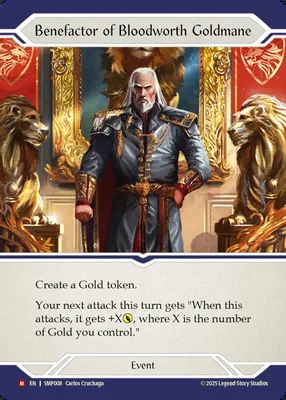 Benefactor of Bloodworth Goldmane
Create a Gold token.
Your next attack this turn gets "When this
attacks, it gets +X, where X is the number
of Gold you control."
Event
M EN SMP008 Carlos Cruchaga
©2025 Legend Story Studios